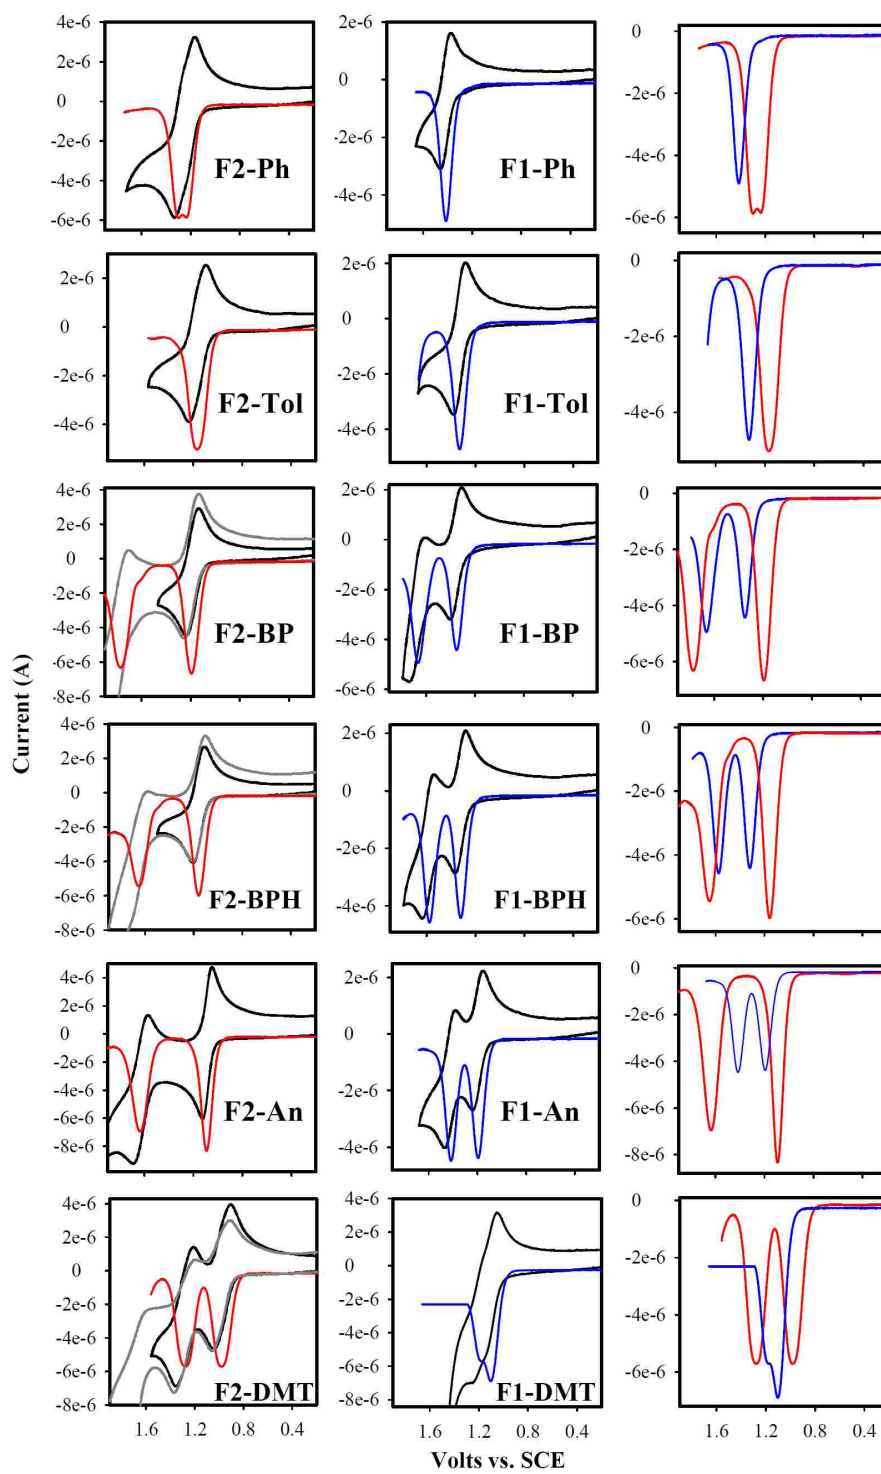 4e-6
2e-6
0
-2e-6
-4e-6
-6e-6
F2-Ph
2e-6
0
-2e-6
-4e-6
F1-Ph
0
-2e-6
-4e-6
-6e-6
2e-6
0
-2e-6
-4e-6
F2-Tol
2e-6
0
-2e-6
-4e-6
F1-Tol
0
-2e-6
-4e-6
Current (A)
4e-6
2e-6
0
-2e-6
-4e-6
-6e-6
-8e-6
F2-BP
2e-6
0
-2e-6
-4e-6
-6e-6
F1-BP
0
-2e-6
-4e-6
-6e-6
4e-6
2e-6
0
-2e-6
-4e-6
-6e-6
-8e-6
F2-BPH
2e-6
0
-2e-6
-4e-6
F1-BPH
0
-2e-6
-4e-6
-6e-6
4e-6
2e-6
0
-2e-6
-4e-6
-6e-6
-8e-6
F2-An
2e-6
0
-2e-6
-4e-6
F1-An
0
-2e-6
-4e-6
-6e-6
-8e-6
4e-6
2e-6
0
-2e-6
-4e-6
-6e-6
-8e-6
F2-DMT
4e-6
2e-6
0
-2e-6
-4e-6
-6e-6
-8e-6
F1-DMT
0
-2e-6
-4e-6
-6e-6
1.6 1.2 0.8 0.4
1.6 1.2 0.8 0.4
1.6 1.2 0.8 0.4
Volts vs. SCE